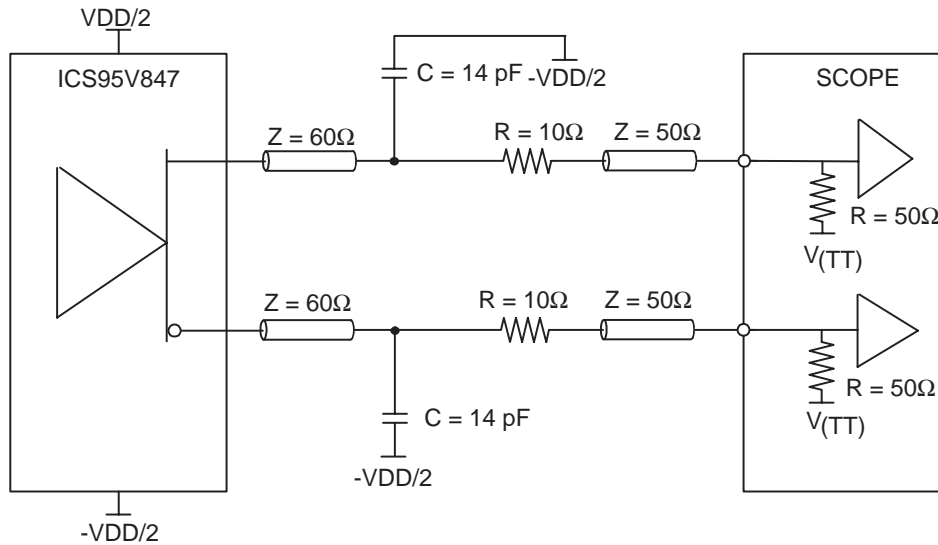 VDD/2
ICS95V847
C = 14 pF
-VDD/2
SCOPE
Z = 60Ω
R = 10Ω
Z = 50Ω
R = 50Ω
V(TT)
Z = 60Ω
R = 10Ω
Z = 50Ω
R = 50Ω
V(TT)
C = 14 pF
-VDD/2
-VDD/2